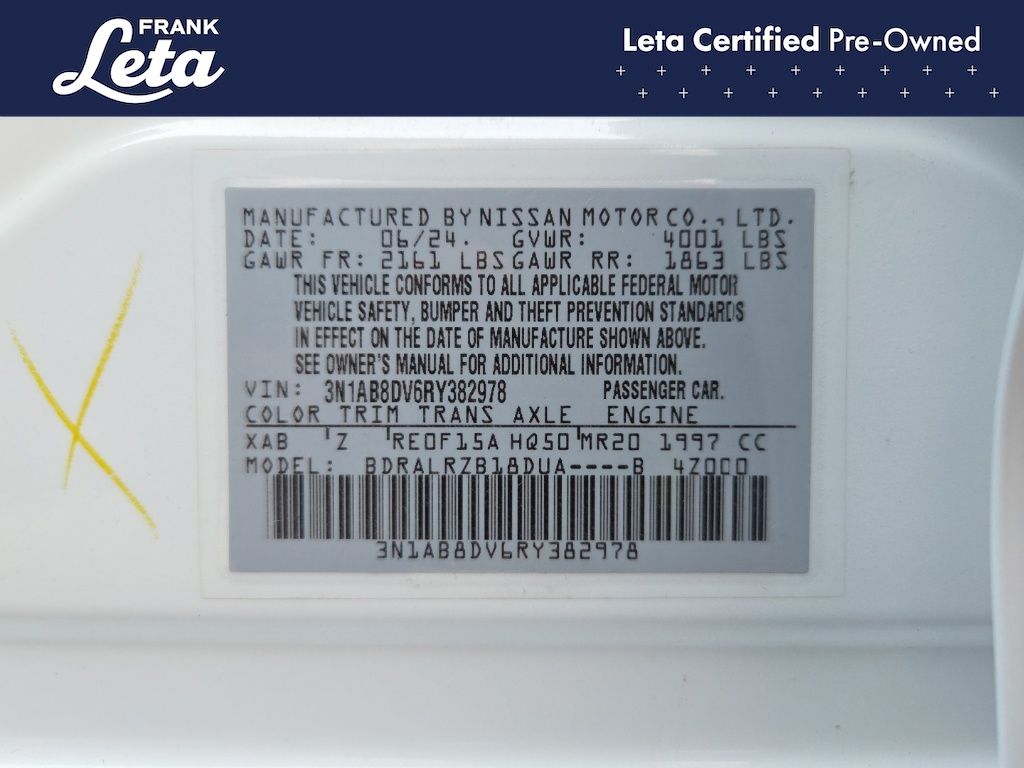 FRANK
Leta
Leta Certified Pre-Owned
MANUFACTURED BY NISSAN MOTOR CO., LTD.
DATE: 06/24. GVWR: 4001 LBS
GAWR FR: 2161 LBS GAWR RR: 1863 LBS
THIS VEHICLE CONFORMS TO ALL APPLICABLE FEDERAL MOTOR
VEHICLE SAFETY, BUMPER AND THEFT PREVENTION STANDARDS
IN EFFECT ON THE DATE OF MANUFACTURE SHOWN ABOVE.
SEE OWNER'S MANUAL FOR ADDITIONAL INFORMATION.
VIN: 3N1AB8DV6RY382978 PASSENGER CAR.
COLOR TRIM TRANS AXLE ENGINE
XAB Z RE0F15A HQ50 MR20 1997 CC
MODEL: BDRALRZB18DUA----B 4Z000
3N1AB8DV6RY382978